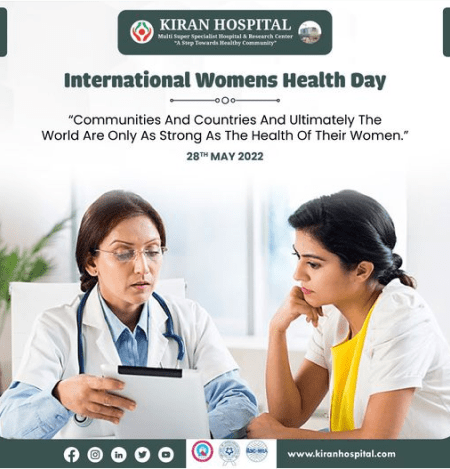 KIRAN HOSPITAL
Multi Super Specialist Hospital & Research Center
"A Step Towards Healthy Community"
International Womens Health Day
“Communities And Countries And Ultimately The
World Are Only As Strong As The Health Of Their Women.”
28TH MAY 2022
www.kiranhospital.com